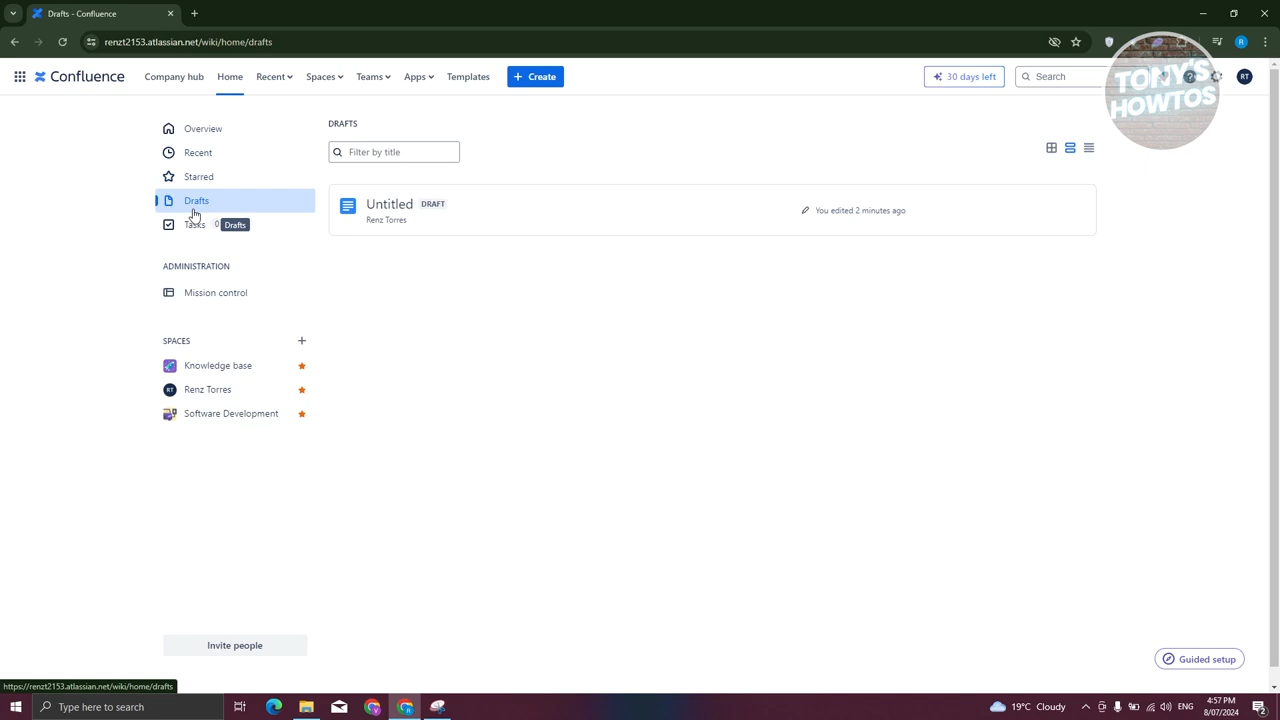 Drafts - Confluence
renzt2153.atlassian.net/wiki/home/drafts
R
Confluence
Company hub
Home
Recent
Spaces
Teams
Apps
Templates
+ Create
30 days left
Search
RT
TONY'S
HOWTOS
Overview
Recent
Starred
Drafts
Tasks 0
Drafts
ADMINISTRATION
Mission control
SPACES
Knowledge base
RT Renz Torres
Software Development
Invite people
DRAFTS
Filter by title
Untitled DRAFT
Renz Torres
You edited 2 minutes ago
Guided setup
https://renzt2153.atlassian.net/wiki/home/drafts
Type here to search
19°C Cloudy
ENG
4:57 PM
8/07/2024
2